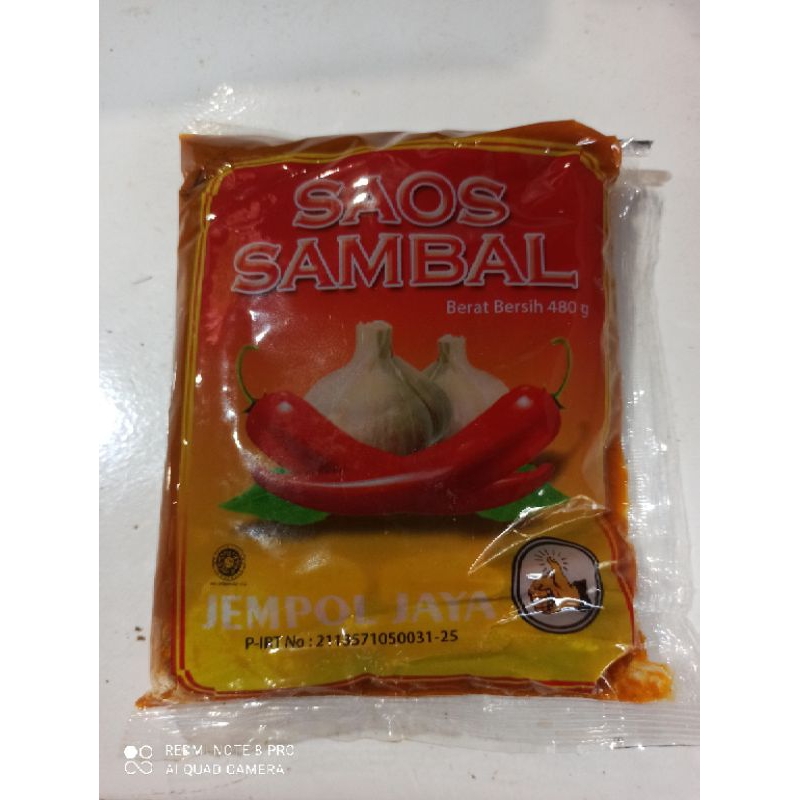 SAOS
SAMBAL
Berat Bersih 480 g
JEMPOL JAYA
P-IRT No : 2113571050031-25
REDMI NOTE 8 PRO
AI QUAD CAMERA